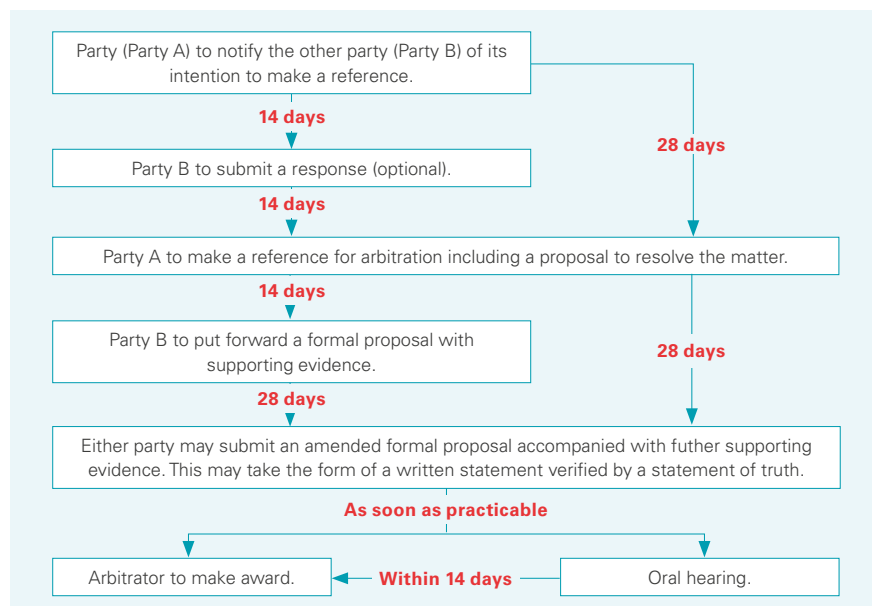 Party (Party A) to notify the other party (Party B) of its
intention to make a reference.
14 days
28 days
Party B to submit a response (optional).
14 days
Party A to make a reference for arbitration including a proposal to resolve the matter.
14 days
Party B to put forward a formal proposal with
supporting evidence.
28 days
28 days
Either party may submit an amended formal proposal accompanied with futher supporting
evidence. This may take the form of a written statement verified by a statement of truth.
As soon as practicable
Arbitrator to make award.
Within 14 days
Oral hearing.